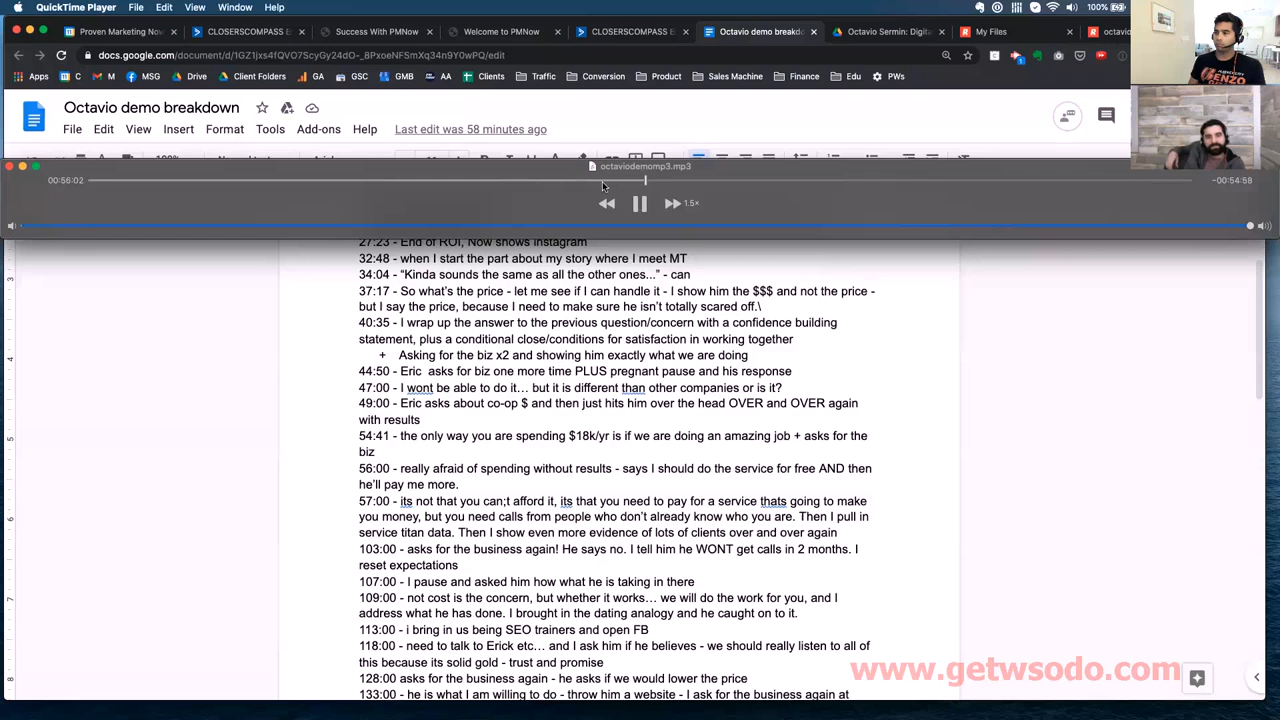 QuickTime Player File Edit View Window Help 100%
Proven Marketing Now CLOSERSCOMPASS E Success With PMNow Welcome to PMNow CLOSERSCOMPASS E Octavio demo breakdo Octavio Sermin: Digita My Files octavi
docs.google.com/document/d/1GZ1jxs4fQVO7ScyGy24dO-_8PxoeNFSmXq34n9Y0wPQ/edit
Apps C M MSG Drive Client Folders GA GSC GMB AA Clients Traffic Conversion Product Sales Machine Finance Edu PWs
Octavio demo breakdown
File Edit View Insert Format Tools Add-ons Help Last edit was 58 minutes ago
octaviodemomp3.mp3
00:56:02 -00:54:58
1.5×
27:23 - End of ROI, Now shows instagram
32:48 - when I start the part about my story where I meet MT
34:04 - “Kinda sounds the same as all the other ones...” - can
37:17 - So what’s the price - let me see if I can handle it - I show him the $$$ and not the price -
but I say the price, because I need to make sure he isn’t totally scared off.\
40:35 - I wrap up the answer to the previous question/concern with a confidence building
statement, plus a conditional close/conditions for satisfaction in working together
+ Asking for the biz x2 and showing him exactly what we are doing
44:50 - Eric asks for biz one more time PLUS pregnant pause and his response
47:00 - I wont be able to do it… but it is different than other companies or is it?
49:00 - Eric asks about co-op $ and then just hits him over the head OVER and OVER again
with results
54:41 - the only way you are spending $18k/yr is if we are doing an amazing job + asks for the
biz
56:00 - really afraid of spending without results - says I should do the service for free AND then
he’ll pay me more.
57:00 - its not that you can;t afford it, its that you need to pay for a service thats going to make
you money, but you need calls from people who don’t already know who you are. Then I pull in
service titan data. Then I show even more evidence of lots of clients over and over again
103:00 - asks for the business again! He says no. I tell him he WONT get calls in 2 months. I
reset expectations
107:00 - I pause and asked him how what he is taking in there
109:00 - not cost is the concern, but whether it works… we will do the work for you, and I
address what he has done. I brought in the dating analogy and he caught on to it.
113:00 - i bring in us being SEO trainers and open FB
118:00 - need to talk to Erick etc… and I ask him if he believes - we should really listen to all of
this because its solid gold - trust and promise
128:00 asks for the business again - he asks if we would lower the price
133:00 - he is what I am willing to do - throw him a website - I ask for the business again at
www.getwsodo.com
3
4
5
6
7
8